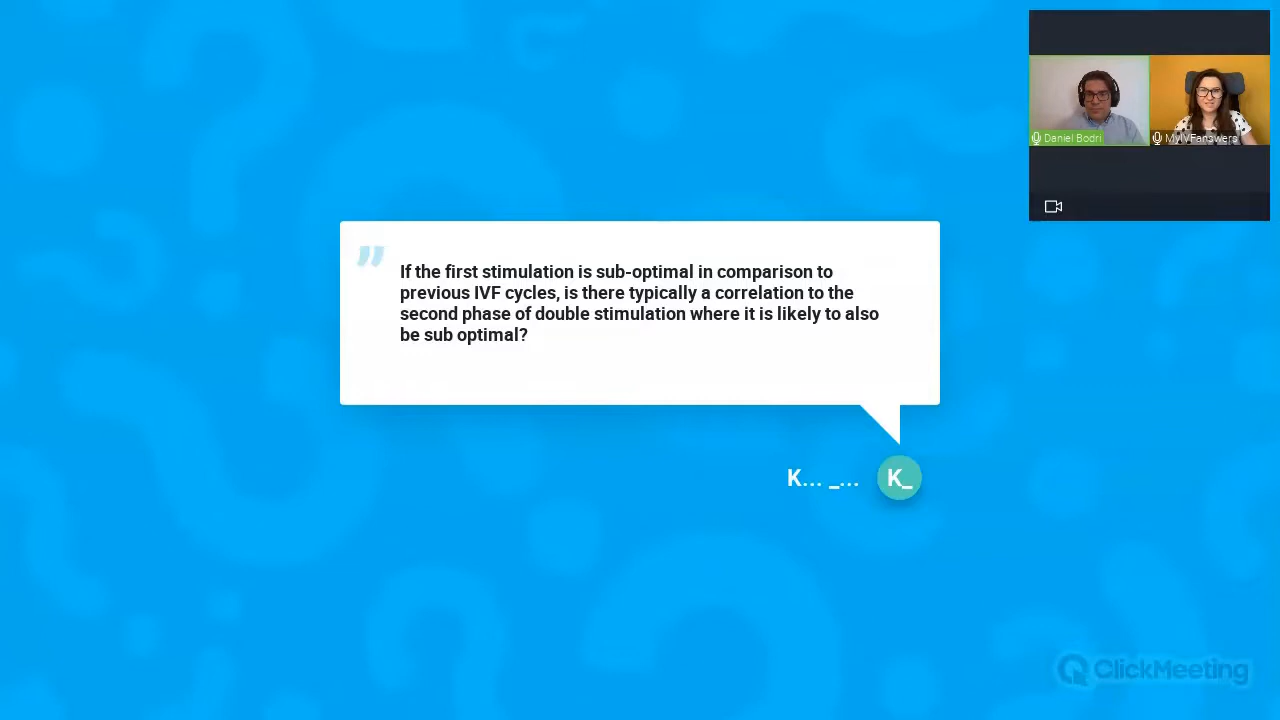 Daniel Bodri
MyIVFanswers
”
If the first stimulation is sub-optimal in comparison to
previous IVF cycles, is there typically a correlation to the
second phase of double stimulation where it is likely to also
be sub optimal?
K... _...
K_
ClickMeeting